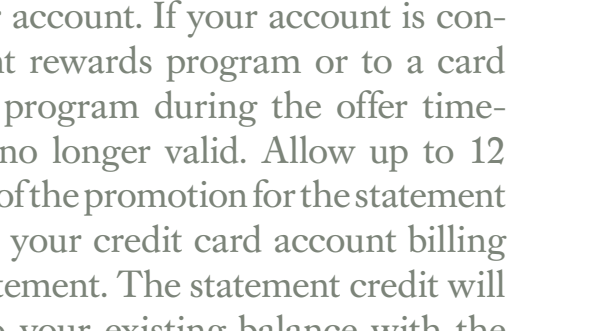 account. If your account is con-
rewards program or to a card
program during the offer time-
no longer valid. Allow up to 12
of the promotion for the statement
your credit card account billing
The statement credit will
your existing balance with the